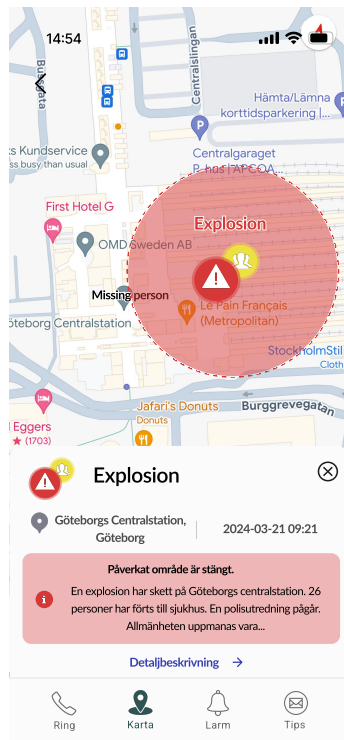 14:54
Bussgata
Centralslingan
Hämta/Lämna
korttidsparkering |...
P
s Kundservice
ss busy than usual
Centralgaraget
P-hus | APCOA...
First Hotel G
Explosion
OMD Sweden AB
Missing person
Le Pain Français
(Metropolitan)
öteborg Centralstation
StockholmStil
Cloth
Jafari's Donuts
Donuts
Burggrevegatan
Eggers
(1703)
Explosion
Göteborgs Centralstation,
Göteborg
2024-03-21 09:21
Påverkat område är stängt.
En explosion har skett på Göteborgs centralstation. 26
personer har förts till sjukhus. En polisutredning pågår.
Allmänheten uppmanas vara...
Detaljbeskrivning
Ring
Karta
Larm
Tips